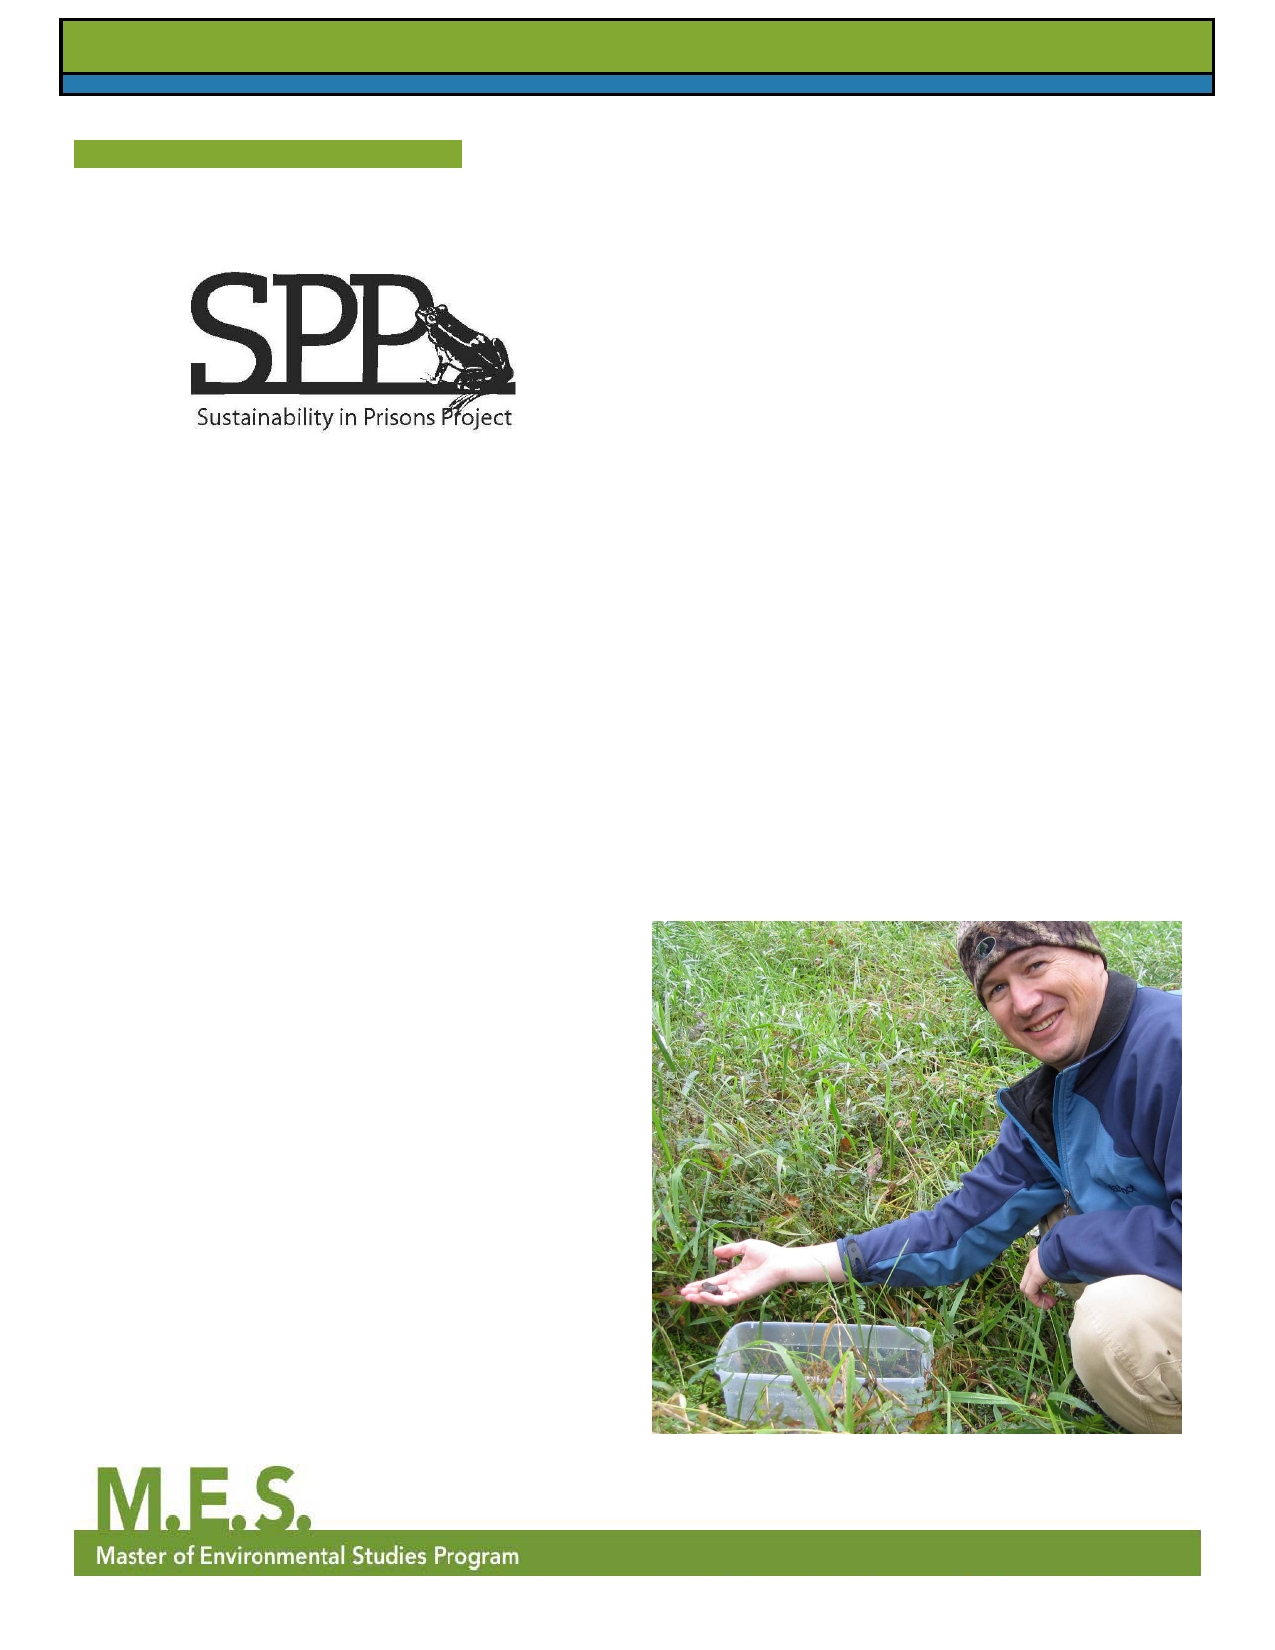 SPP
Sustainability in Prisons Project
M.E.S.
Master of Environmental Studies Program